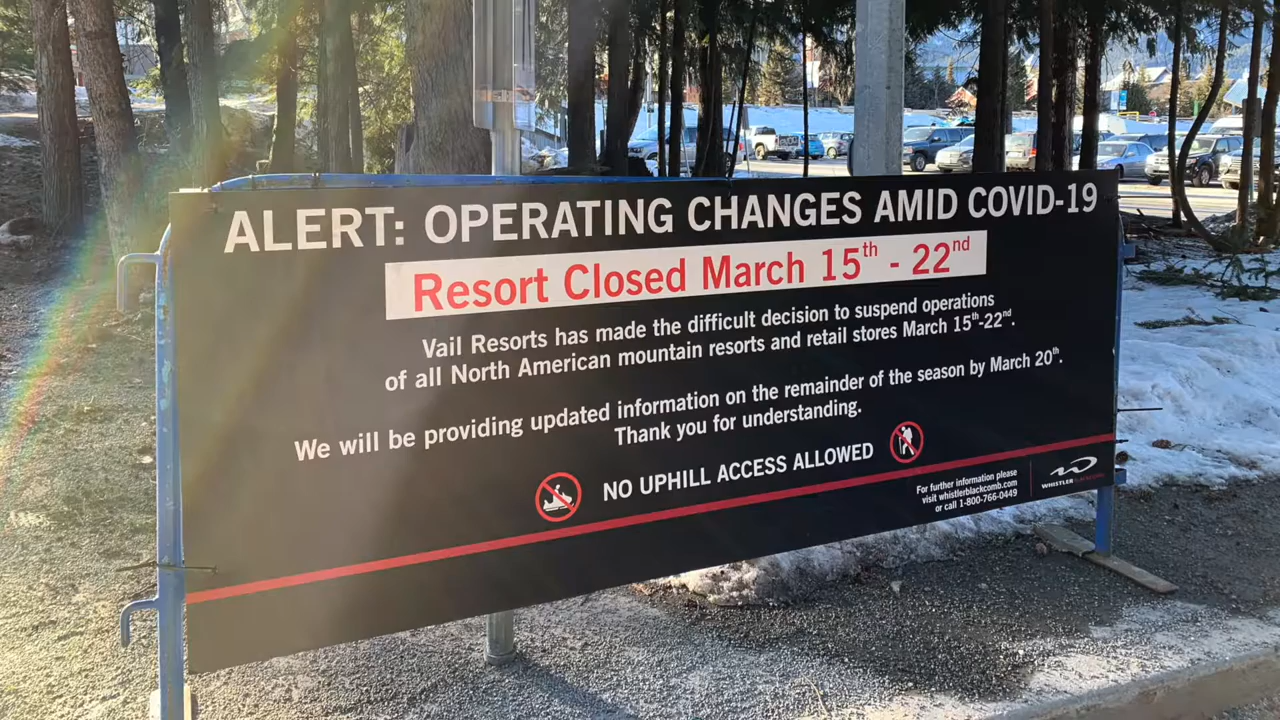 ALERT: OPERATING CHANGES AMID COVID-19
Resort Closed March 15th - 22nd
Vail Resorts has made the difficult decision to suspend operations
of all North American mountain resorts and retail stores March 15th-22nd.
We will be providing updated information on the remainder of the season by March 20th.
Thank you for understanding.
NO UPHILL ACCESS ALLOWED
For further information please
visit whistlerblackcomb.com
or call 1-800-766-0449
WHISTLER BLACKCOMB